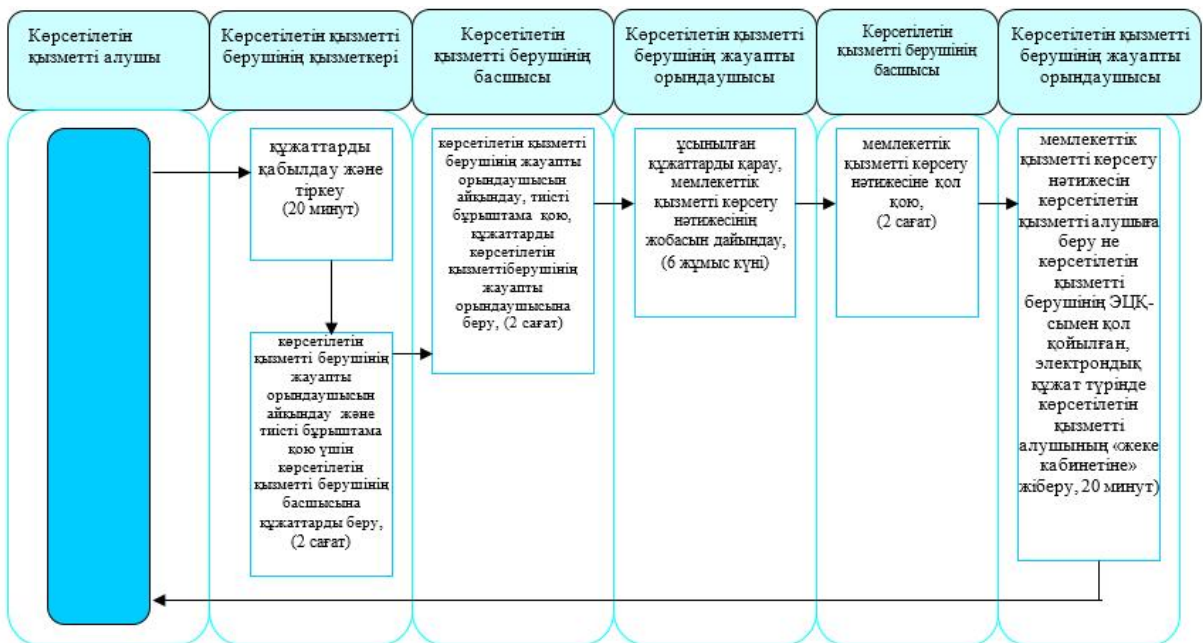 Көрсетілетін
қызметті алушы
Көрсетілетін қызметті
берушінің қызметкері
Көрсетілетін
қызметті берушінің
басшысы
Көрсетілетін қызметті
берушінің жауапты
орындаушысы
Көрсетілетін
қызметті берушінің
басшысы
Көрсетілетін қызметті
берушінің жауапты
орындаушысы
құжаттарды
қабылдау және
тіркеу
(20 минут)
көрсетілетін
қызметті берушінің
жауапты
орындаушысын
айқындау және
тиісті бұрыштама
қою үшін
көрсетілетін
қызметті берушінің
басшысына
құжаттарды беру,
(2 сағат)
көрсетілетін қызметті
берушінің жауапты
орындаушысын
айқындау, тиісті
бұрыштама қою,
құжаттарды
көрсетілетін
қызметтіберушінің
жауапты
орындаушысына
беру, (2 сағат)
ұсынылған
құжаттарды қарау,
мемлекеттік
қызметті көрсету
нәтижесінің
жобасын дайындау,
(6 жұмыс күні)
мемлекеттік
қызметті көрсету
нәтижесіне қол
қою,
(2 сағат)
мемлекеттік
қызметті көрсету
нәтижесін
көрсетілетін
қызметті алушыға
беру не
көрсетілетін
қызметті
берушінің ЭЦҚ-
сымен қол
қойылған,
электрондық
құжат түрінде
көрсетілетін
қызметті
алушының «жеке
кабинетіне»
жіберу, 20 минут)